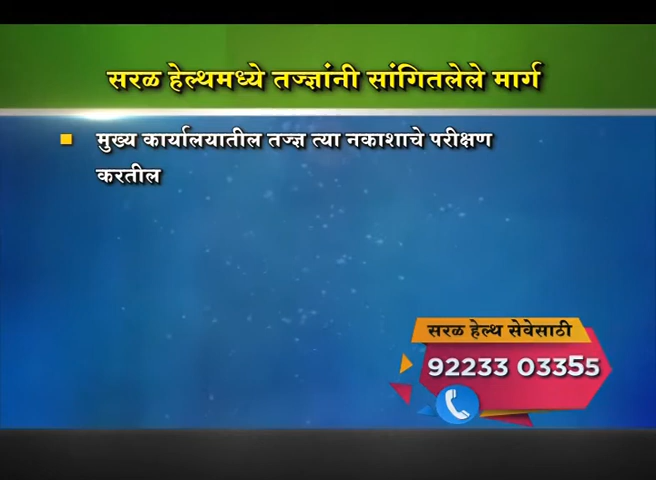 सरळ हेल्थमध्ये तज्ज्ञांनी सांगितलेले मार्ग
मुख्य कार्यालयातील तज्ज्ञ त्या नकाशाचे परीक्षण
करतील
सरळ हेल्थ सेवेसाठी
92233 03355